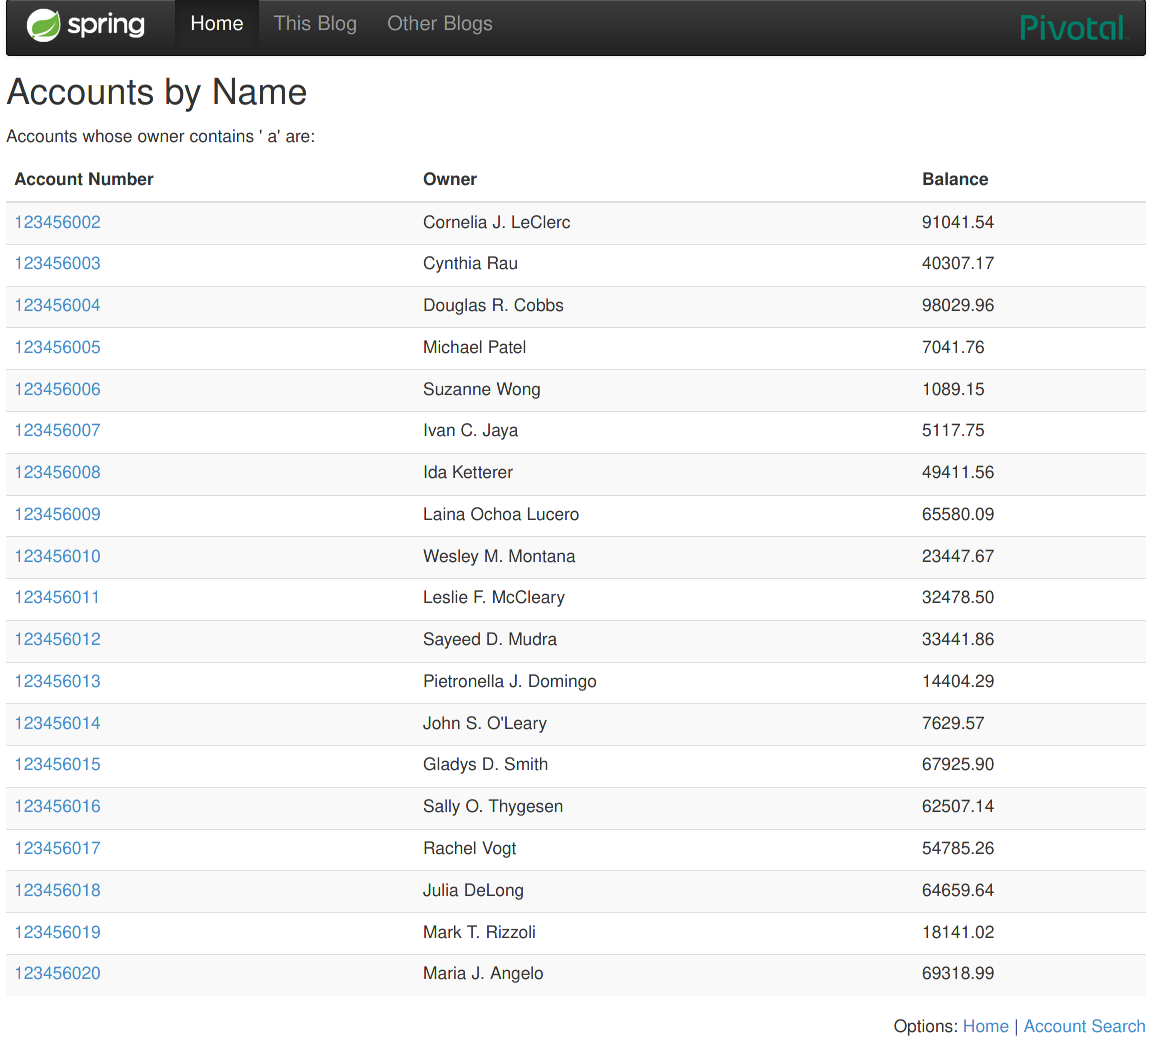 spring Home This Blog Other Blogs Pivotal
Accounts by Name
Accounts whose owner contains ' a' are:
Account Number Owner Balance
123456002 Cornelia J. LeClerc 91041.54
123456003 Cynthia Rau 40307.17
123456004 Douglas R. Cobbs 98029.96
123456005 Michael Patel 7041.76
123456006 Suzanne Wong 1089.15
123456007 Ivan C. Jaya 5117.75
123456008 Ida Ketterer 49411.56
123456009 Laina Ochoa Lucero 65580.09
123456010 Wesley M. Montana 23447.67
123456011 Leslie F. McCleary 32478.50
123456012 Sayeed D. Mudra 33441.86
123456013 Pietronella J. Domingo 14404.29
123456014 John S. O'Leary 7629.57
123456015 Gladys D. Smith 67925.90
123456016 Sally O. Thygesen 62507.14
123456017 Rachel Vogt 54785.26
123456018 Julia DeLong 64659.64
123456019 Mark T. Rizzoli 18141.02
123456020 Maria J. Angelo 69318.99
Options: Home | Account Search